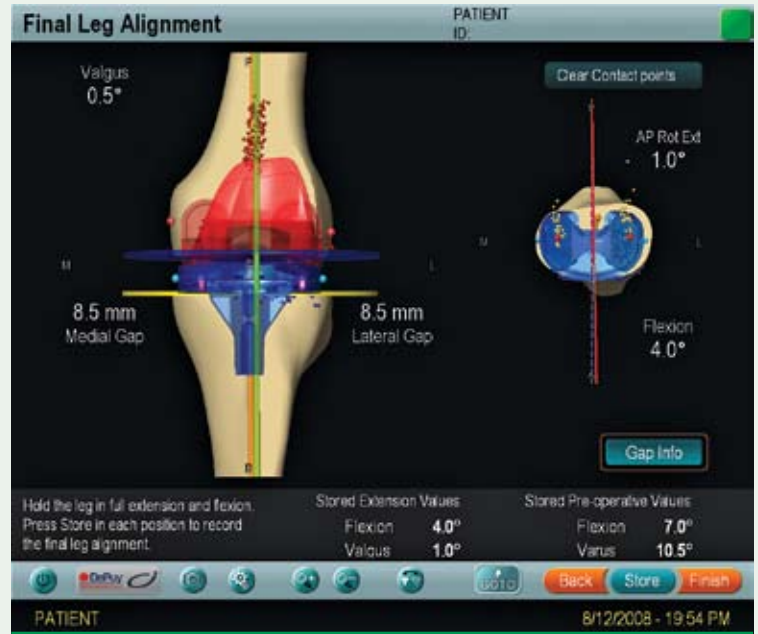 Final Leg Alignment
PATIENT
ID:
Valgus
0.5°
Clear Contact points
AP Rot Ext
1.0°
M
L
M
L
8.5 mm
Medial Gap
8.5 mm
Lateral Gap
Flexion
4.0°
Gap Info
Hold the leg in full extension and flexion.
Press Store in each position to record
the final leg alignment.
Stored Extension Values
Flexion 4.0°
Valgus 1.0°
Stored Pre-operative Values
Flexion 7.0°
Varus 10.5°
DePuy
GOTO
Back
Store
Finish
PATIENT
8/12/2008 - 19:54 PM